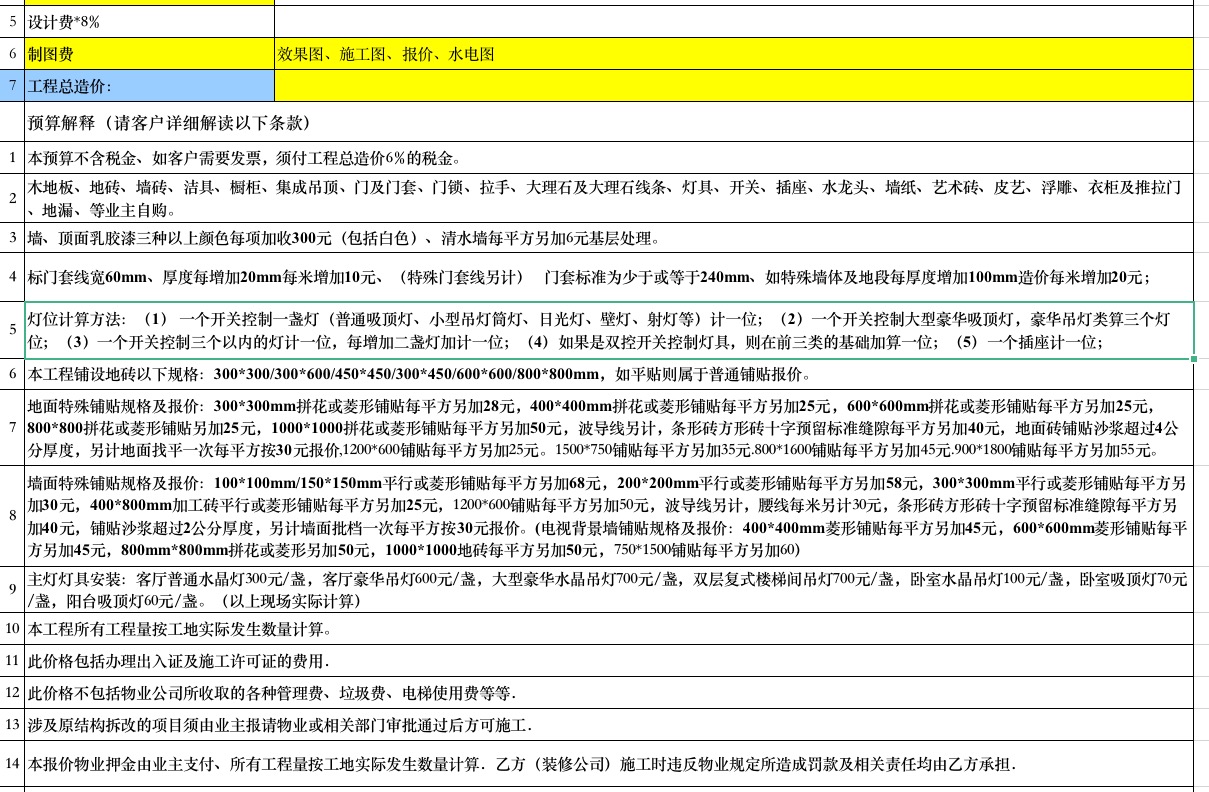 5 设计费*8%
6 制图费 效果图、施工图、报价、水电图
7 工程总造价:
预算解释（请客户详细解读以下条款）
1 本预算不含税金、如客户需要发票，须付工程总造价6%的税金。
2 木地板、地砖、墙砖、洁具、橱柜、集成吊顶、门及门套、门锁、拉手、大理石及大理石线条、灯具、开关、插座、水龙头、墙纸、艺术砖、皮艺、浮雕、衣柜及推拉门
、地漏、等业主自购。
3 墙、顶面乳胶漆三种以上颜色每项加收300元（包括白色）、清水墙每平方另加6元基层处理。
4 标门套线宽60mm、厚度每增加20mm每米增加10元、（特殊门套线另计） 门套标准为少于或等于240mm、如特殊墙体及地段每厚度增加100mm造价每米增加20元；
5 灯位计算方法：（1） 一个开关控制一盏灯（普通吸顶灯、小型吊灯筒灯、日光灯、壁灯、射灯等）计一位；（2）一个开关控制大型豪华吸顶灯，豪华吊灯类算三个灯
位；（3）一个开关控制三个以内的灯计一位，每增加二盏灯加计一位；（4）如果是双控开关控制灯具，则在前三类的基础加算一位；（5）一个插座计一位；
6 本工程铺设地砖以下规格：300*300/300*600/450*450/300*450/600*600/800*800mm，如平贴则属于普通铺贴报价。
7 地面特殊铺贴规格及报价：300*300mm拼花或菱形铺贴每平方另加28元，400*400mm拼花或菱形铺贴每平方另加25元，600*600mm拼花或菱形铺贴每平方另加25元，
800*800拼花或菱形铺贴另加25元，1000*1000拼花或菱形铺贴每平方另加50元，波导线另计，条形砖方形砖十字预留标准缝隙每平方另加40元，地面砖铺贴沙浆超过4公
分厚度，另计地面找平一次每平方按30元报价,1200*600铺贴每平方另加25元。1500*750铺贴每平方另加35元.800*1600铺贴每平方另加45元.900*1800铺贴每平方另加55元。
8 墙面特殊铺贴规格及报价：100*100mm/150*150mm平行或菱形铺贴每平方另加68元，200*200mm平行或菱形铺贴每平方另加58元，300*300mm平行或菱形铺贴每平方另
加30元，400*800mm加工砖平行或菱形铺贴每平方另加25元，1200*600铺贴每平方另加50元，波导线另计，腰线每米另计30元，条形砖方形砖十字预留标准缝隙每平方另
加40元，铺贴沙浆超过2公分厚度，另计墙面批档一次每平方按30元报价。(电视背景墙铺贴规格及报价：400*400mm菱形铺贴每平方另加45元，600*600mm菱形铺贴每平
方另加45元，800mm*800mm拼花或菱形另加50元，1000*1000地砖每平方另加50元，750*1500铺贴每平方另加60)
9 主灯灯具安装：客厅普通水晶灯300元/盏，客厅豪华吊灯600元/盏，大型豪华水晶吊灯700元/盏，双层复式楼梯间吊灯700元/盏，卧室水晶吊灯100元/盏，卧室吸顶灯70元
/盏，阳台吸顶灯60元/盏。（以上现场实际计算）
10 本工程所有工程量按工地实际发生数量计算。
11 此价格包括办理出入证及施工许可证的费用．
12 此价格不包括物业公司所收取的各种管理费、垃圾费、电梯使用费等等．
13 涉及原结构拆改的项目须由业主报请物业或相关部门审批通过后方可施工．
14 本报价物业押金由业主支付、所有工程量按工地实际发生数量计算．乙方（装修公司）施工时违反物业规定所造成罚款及相关责任均由乙方承担．